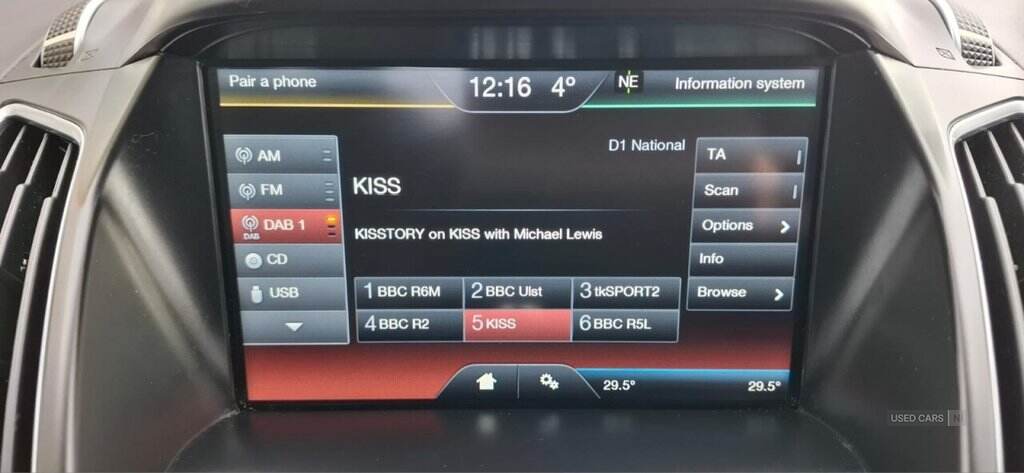 Pair a phone
12:16 4°
NE
Information system
AM
FM
DAB
DAB 1
CD
USB
D1 National
KISS
KISSTORY on KISS with Michael Lewis
1 BBC R6M
2 BBC Ulst
3 tkSPORT2
4 BBC R2
5 KISS
6 BBC R5L
TA
Scan
Options
Info
Browse
29.5°
29.5°
USED CARS NI